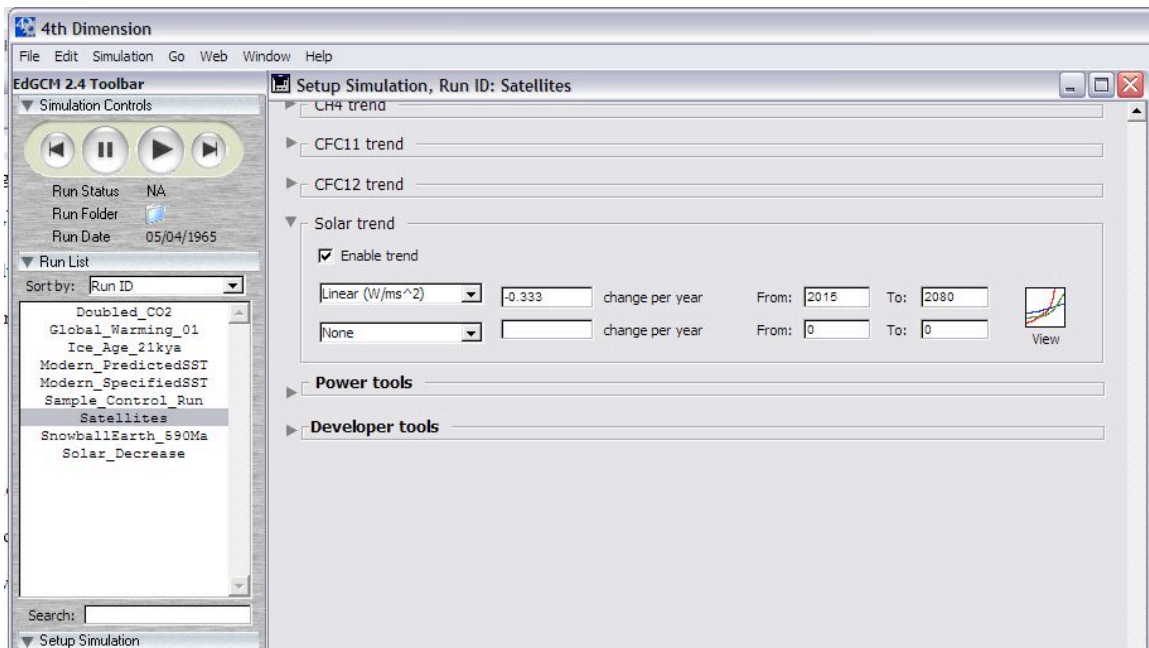 4th Dimension
File Edit Simulation Go Web Window Help
EdGCM 2.4 Toolbar
Simulation Controls
Run Status NA
Run Folder
Run Date 05/04/1965
Run List
Sort by: Run ID
Doubled_CO2
Global_Warming_01
Ice_Age_21kya
Modern_PredictedSST
Modern_SpecifiedSST
Sample_Control_Run
Satellites
SnowballEarth_590Ma
Solar_Decrease
Search:
Setup Simulation
Setup Simulation, Run ID: Satellites
CH4 trend
CFC11 trend
CFC12 trend
Solar trend
Enable trend
Linear (W/ms^2) -0.333 change per year From: 2015 To: 2080
None change per year From: 0 To: 0
View
Power tools
Developer tools